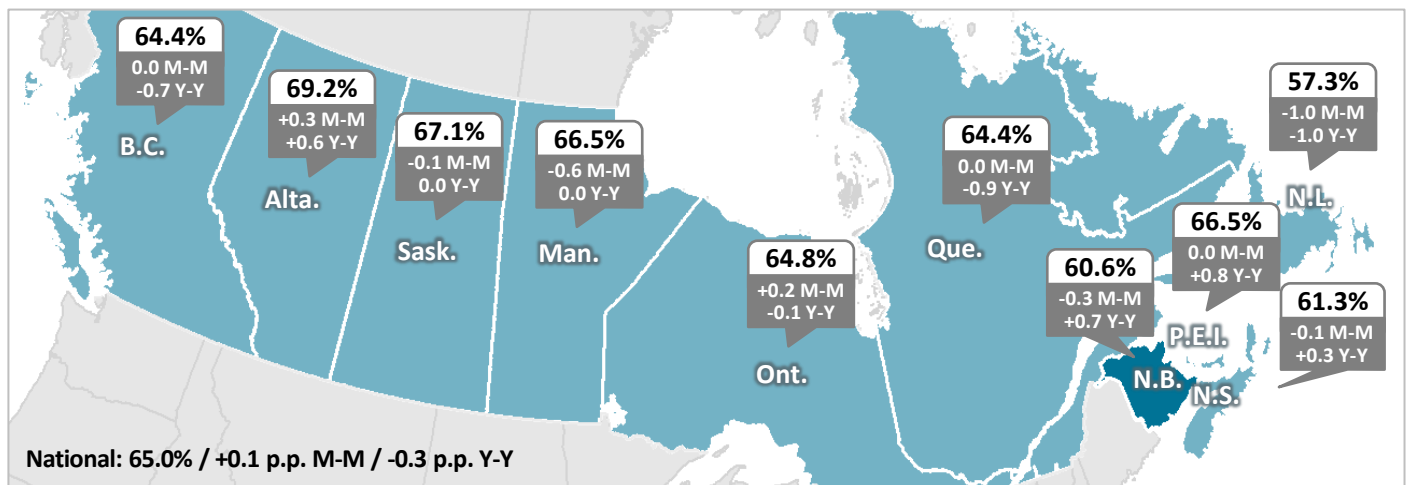 64.4%
0.0 M-M
-0.7 Y-Y
B.C.
69.2%
+0.3 M-M
+0.6 Y-Y
Alta.
67.1%
-0.1 M-M
0.0 Y-Y
Sask.
66.5%
-0.6 M-M
0.0 Y-Y
Man.
64.8%
+0.2 M-M
-0.1 Y-Y
Ont.
64.4%
0.0 M-M
-0.9 Y-Y
Que.
57.3%
-1.0 M-M
-1.0 Y-Y
N.L.
66.5%
0.0 M-M
+0.8 Y-Y
P.E.I.
60.6%
-0.3 M-M
+0.7 Y-Y
N.B.
61.3%
-0.1 M-M
+0.3 Y-Y
N.S.
National: 65.0% / +0.1 p.p. M-M / -0.3 p.p. Y-Y